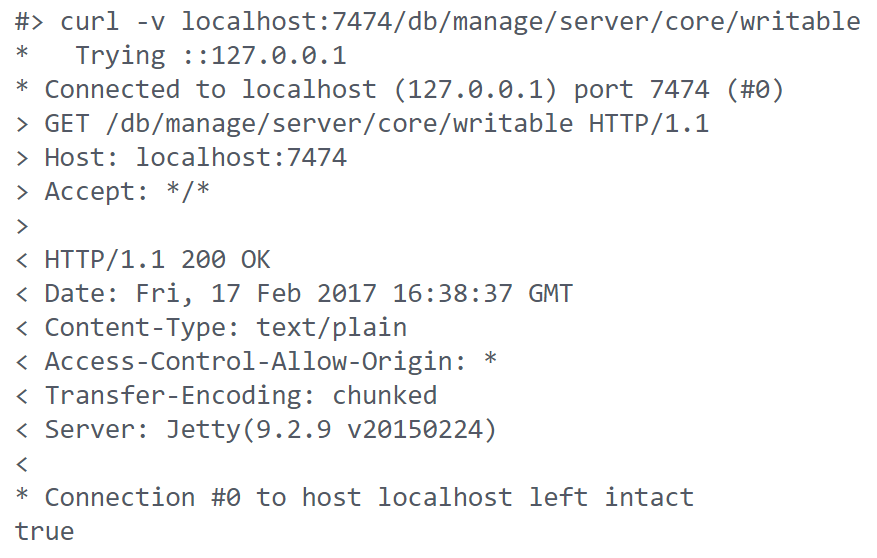 #> curl -v localhost:7474/db/manage/server/core/writable
*   Trying ::127.0.0.1
* Connected to localhost (127.0.0.1) port 7474 (#0)
> GET /db/manage/server/core/writable HTTP/1.1
> Host: localhost:7474
> Accept: */*
>
< HTTP/1.1 200 OK
< Date: Fri, 17 Feb 2017 16:38:37 GMT
< Content-Type: text/plain
< Access-Control-Allow-Origin: *
< Transfer-Encoding: chunked
< Server: Jetty(9.2.9 v20150224)
<
* Connection #0 to host localhost left intact
true